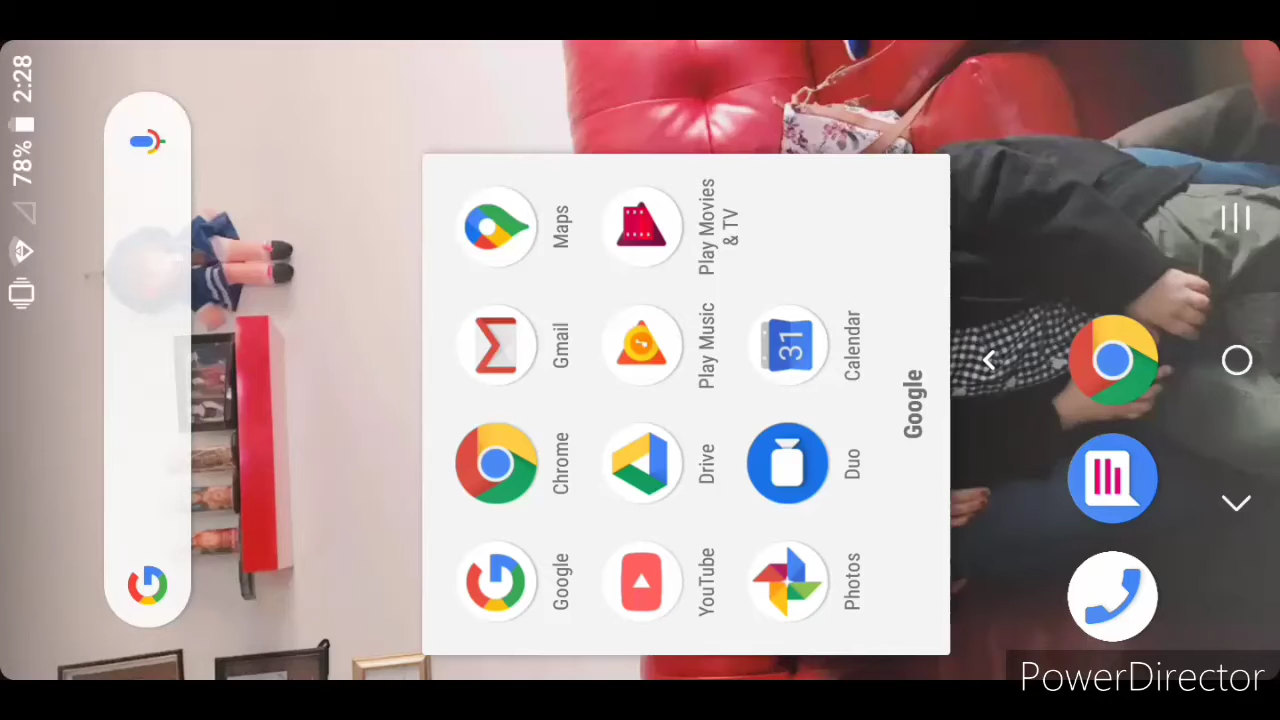 78% 2:28
Google
Chrome
Gmail
Maps
YouTube
Drive
Play Music
Play Movies
& TV
Photos
Duo
31
Calendar
Google
PowerDirector